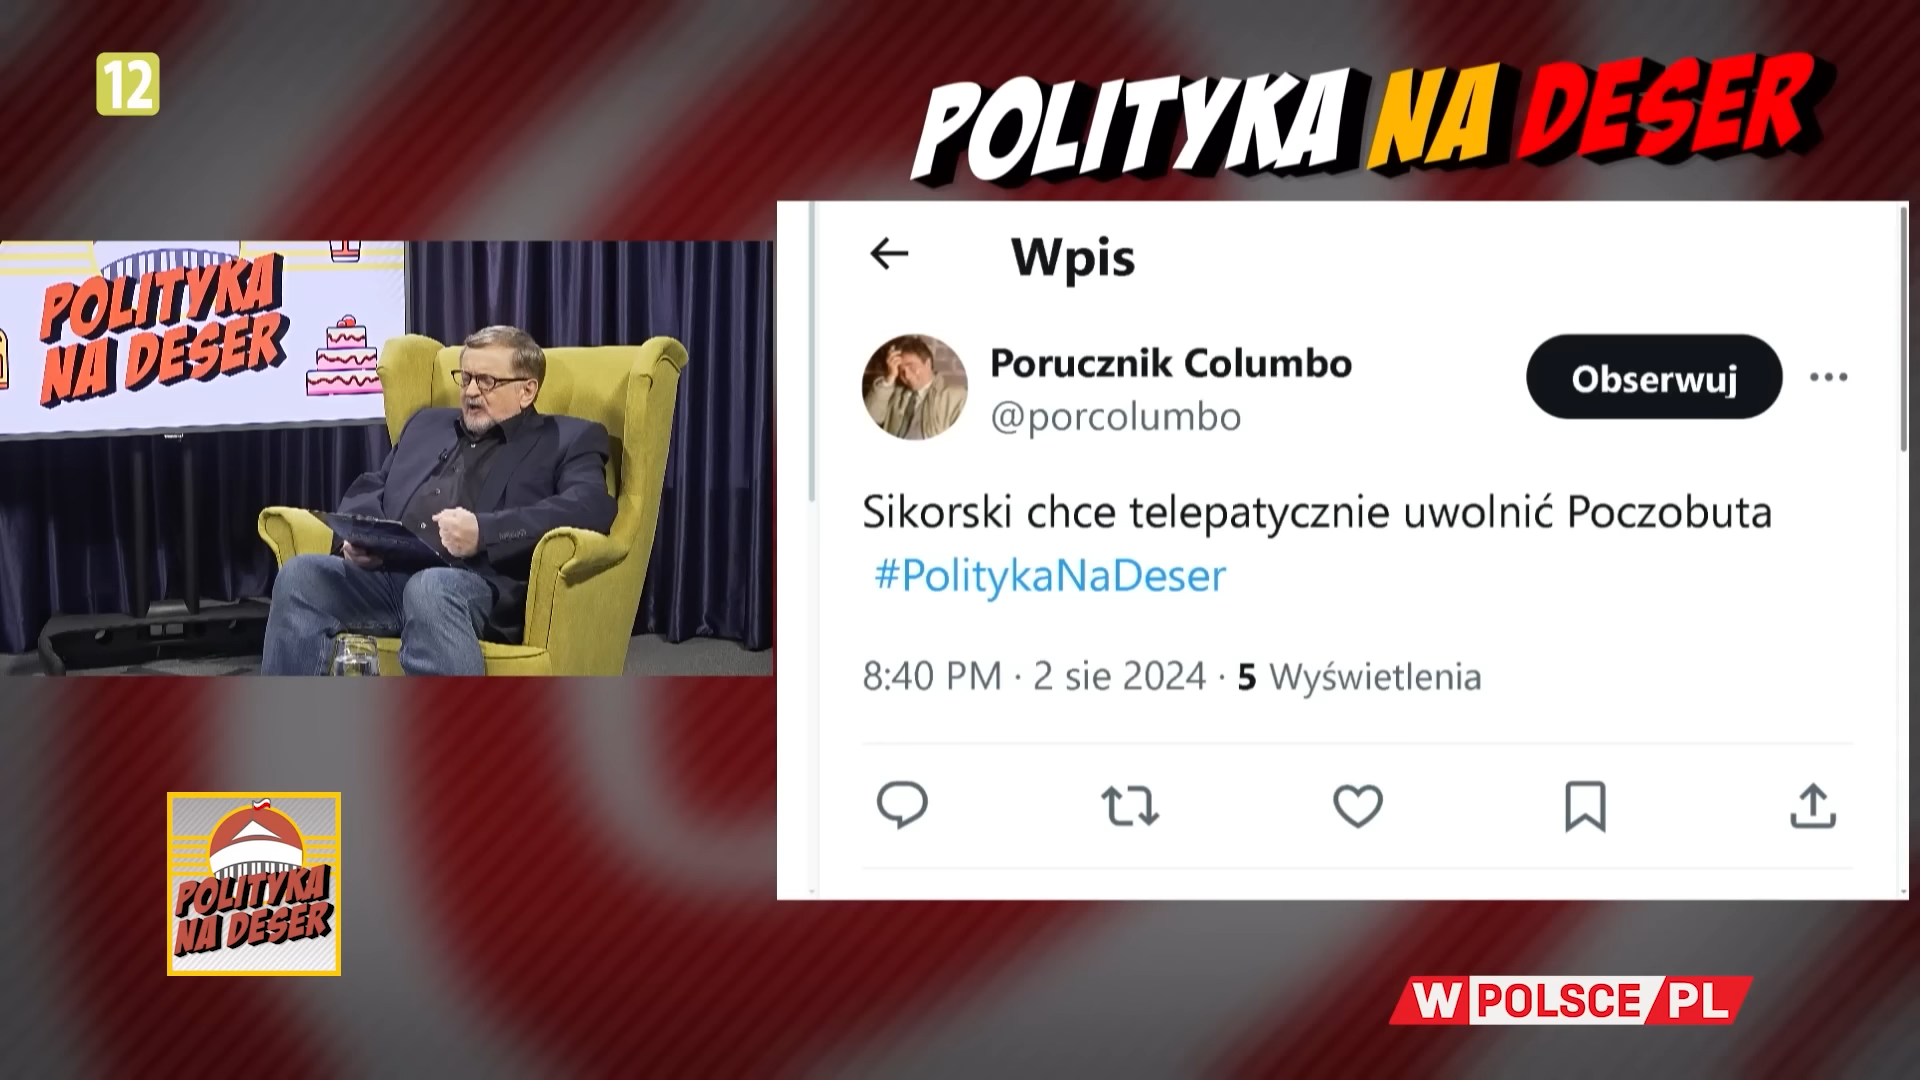 12
POLITYKA NA DESER
POLITYKA
NA DESER
Wpis
Porucznik Columbo
@porcolumbo
Obserwuj
Sikorski chce telepatycznie uwolnić Poczobuta
#PolitykaNaDeser
8:40 PM · 2 sie 2024 · 5 Wyświetlenia
POLITYKA
NA DESER
W POLSCE/PL